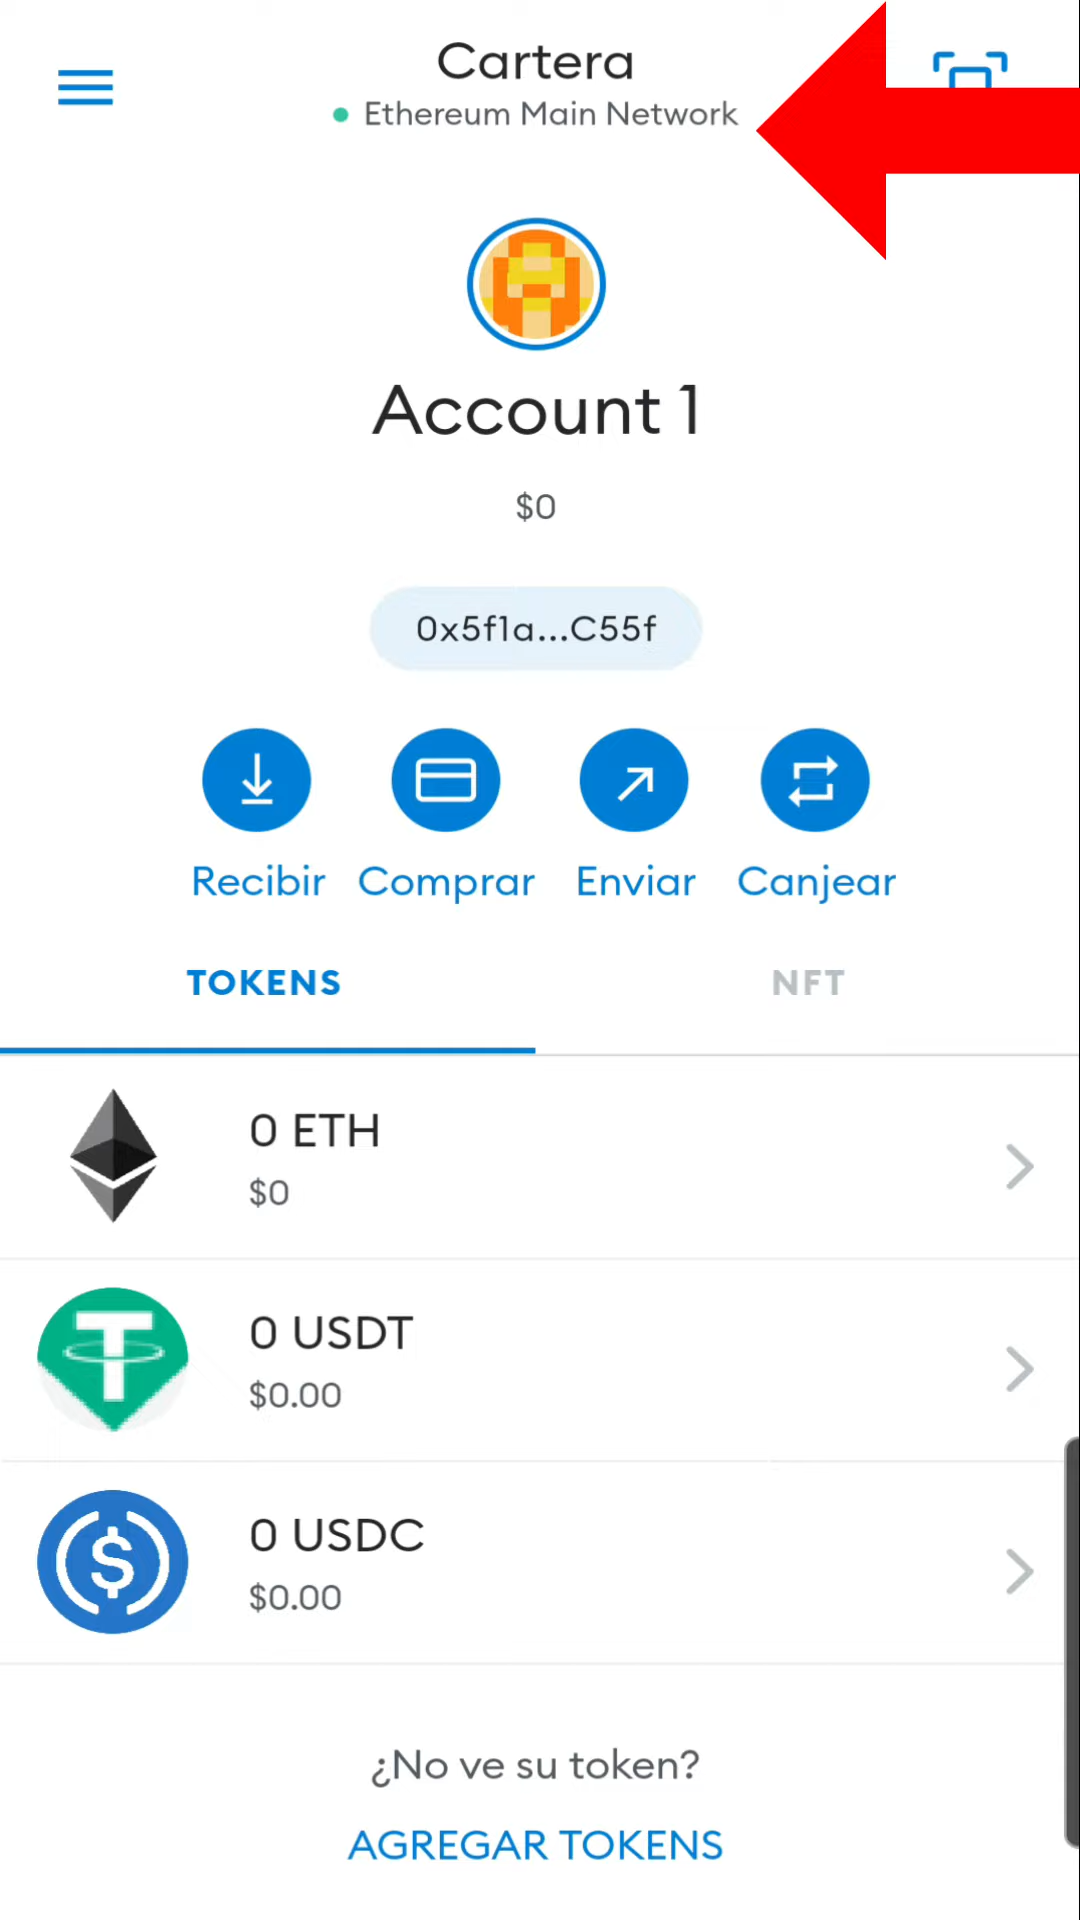 Cartera
Ethereum Main Network
Account 1
$0
0x5f1a...C55f
Recibir
Comprar
Enviar
Canjear
TOKENS
NFT
0 ETH
$0
0 USDT
$0.00
0 USDC
$0.00
¿No ve su token?
AGREGAR TOKENS